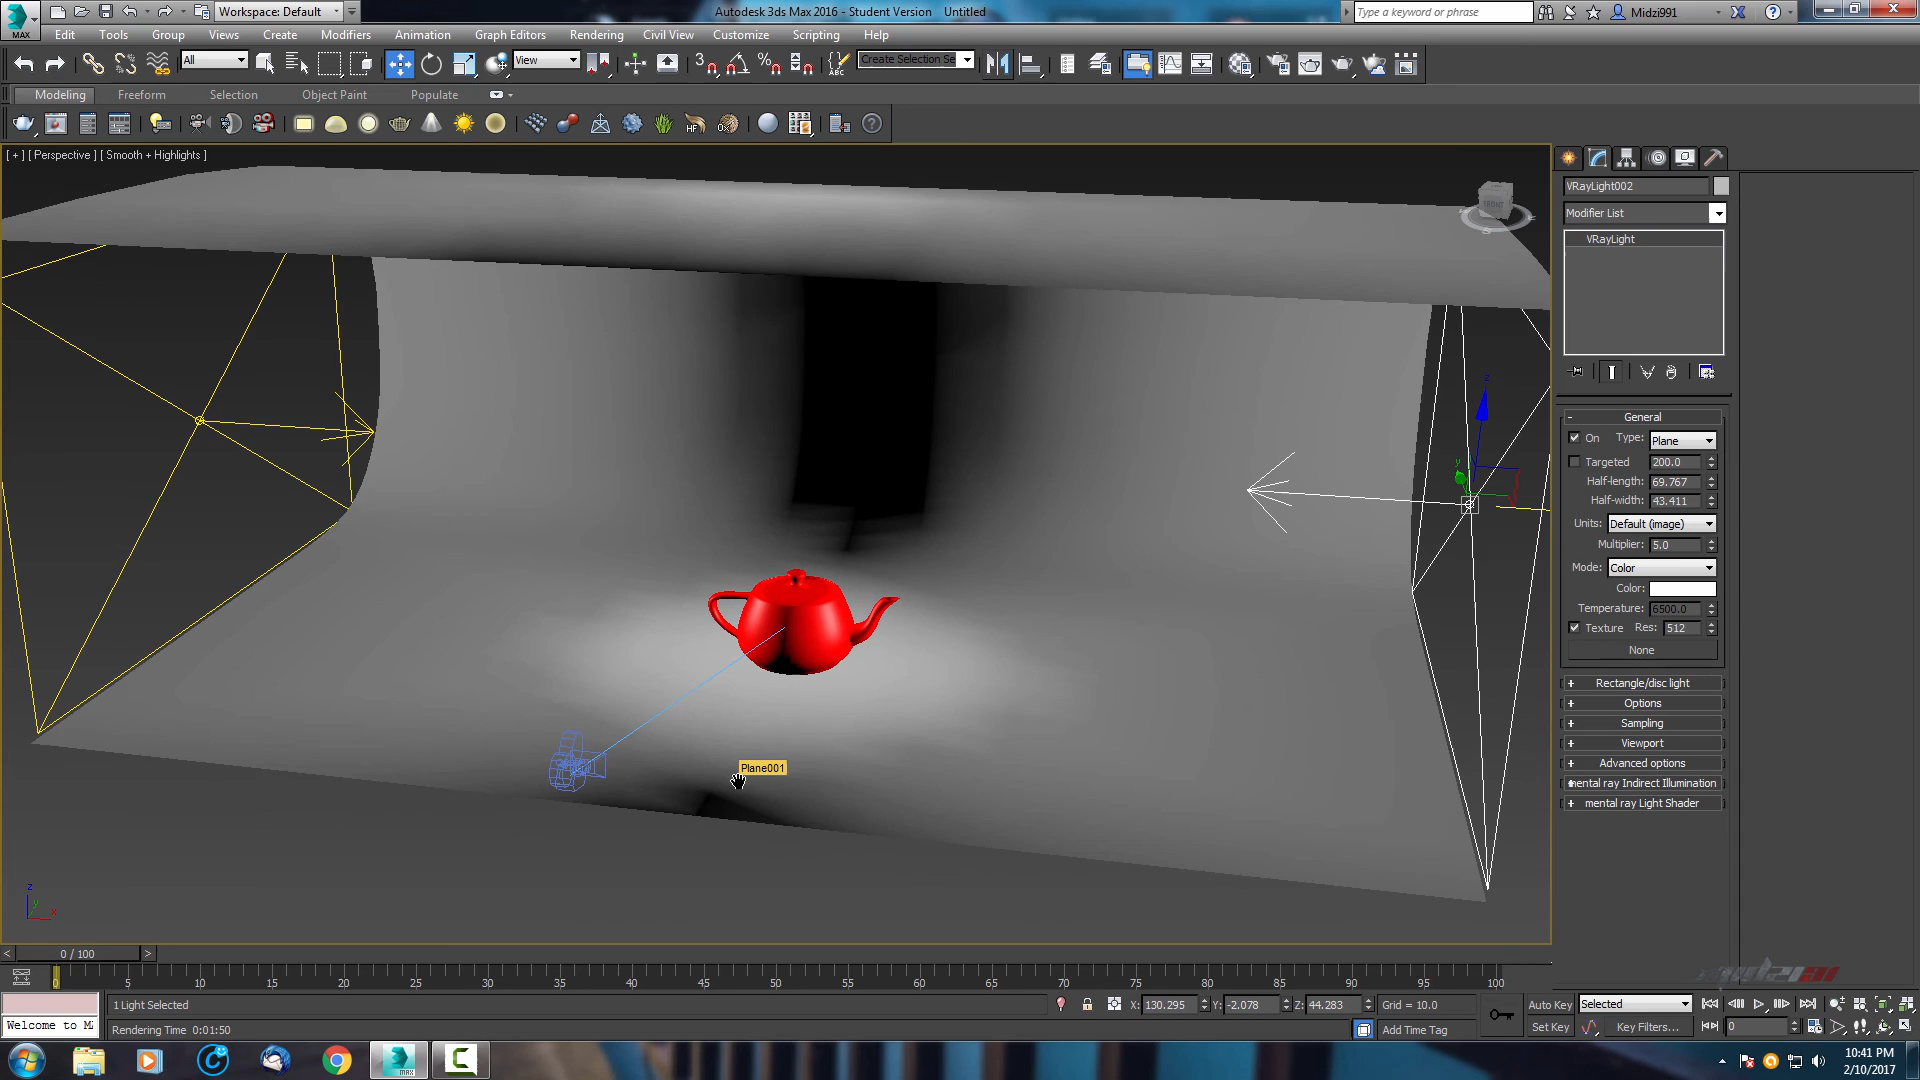 MAX
Workspace: Default
Autodesk 3ds Max 2016 - Student Version Untitled
Type a keyword or phrase
Midzi991
Edit Tools Group Views Create Modifiers Animation Graph Editors Rendering Civil View Customize Scripting Help
All
View
3
ABC
Create Selection Se
Modeling Freeform Selection Object Paint Populate
HF
[ + ] [ Perspective ] [ Smooth + Highlights ]
FRONT
VRayLight002
Modifier List
VRayLight
General
On Type: Plane
Targeted 200.0
Half-length: 69.767
Half-width: 43.411
Units: Default (image)
Multiplier: 5.0
Mode: Color
Color:
Temperature: 6500.0
Texture Res: 512
None
Rectangle/disc light
Options
Sampling
Viewport
Advanced options
mental ray Indirect Illumination
mental ray Light Shader
z
y
Plane001
z
y
x
0 / 100
0 5 10 15 20 25 30 35 40 45 50 55 60 65 70 75 80 85 90 95 100
1 Light Selected
X: 130.295 Y: -2.078 Z: 44.283 Grid = 10.0
Auto Key Selected
Welcome to M
Rendering Time 0:01:50
Add Time Tag
Set Key Key Filters... 0
MAX
10:41 PM
2/10/2017